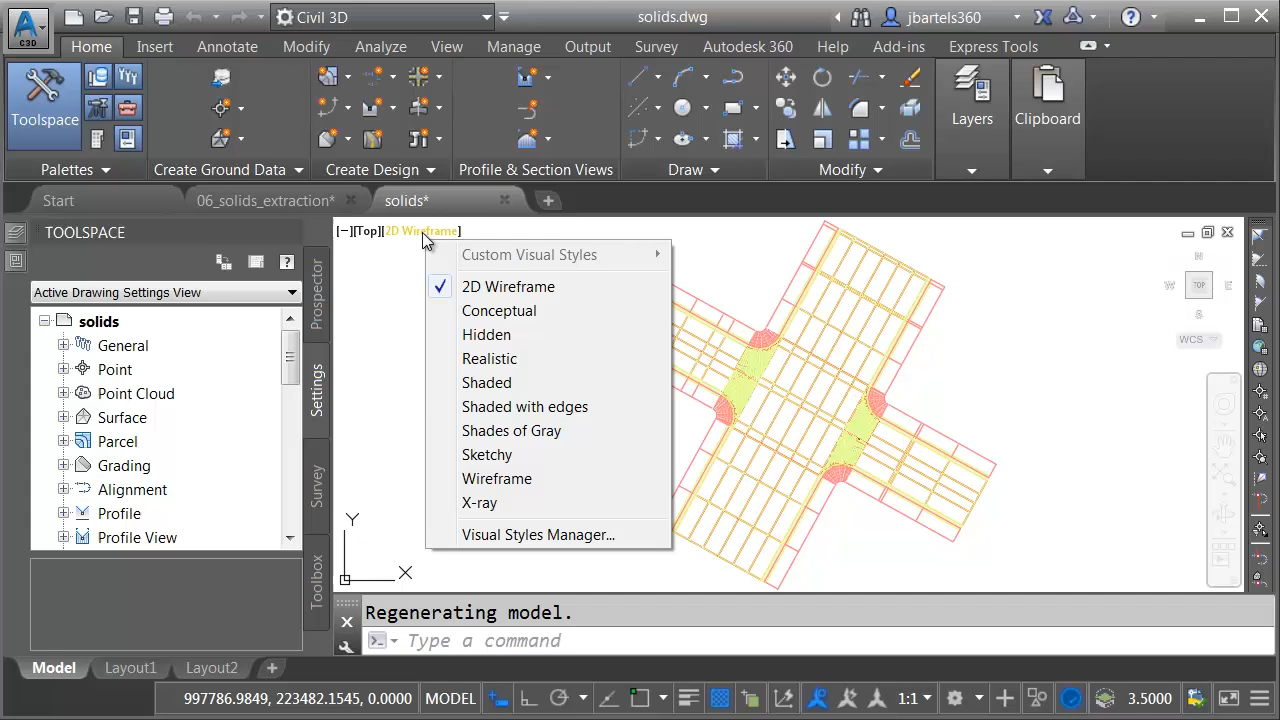 C3D
Civil 3D
solids.dwg
jbartels360
Home Insert Annotate Modify Analyze View Manage Output Survey Autodesk 360 Help Add-ins Express Tools
Toolspace
Layers
Clipboard
Palettes
Create Ground Data
Create Design
Profile & Section Views
Draw
Modify
Start
06_solids_extraction*
solids*
TOOLSPACE
Active Drawing Settings View
solids
General
Point
Point Cloud
Surface
Parcel
Grading
Alignment
Profile
Profile View
Prospector
Settings
Survey
Toolbox
[−][Top][2D Wireframe]
Custom Visual Styles
2D Wireframe
Conceptual
Hidden
Realistic
Shaded
Shaded with edges
Shades of Gray
Sketchy
Wireframe
X-ray
Visual Styles Manager...
N
W TOP E
S
WCS
Y
X
Regenerating model.
Type a command
Model Layout1 Layout2
997786.9849, 223482.1545, 0.0000 MODEL 1:1 3.5000